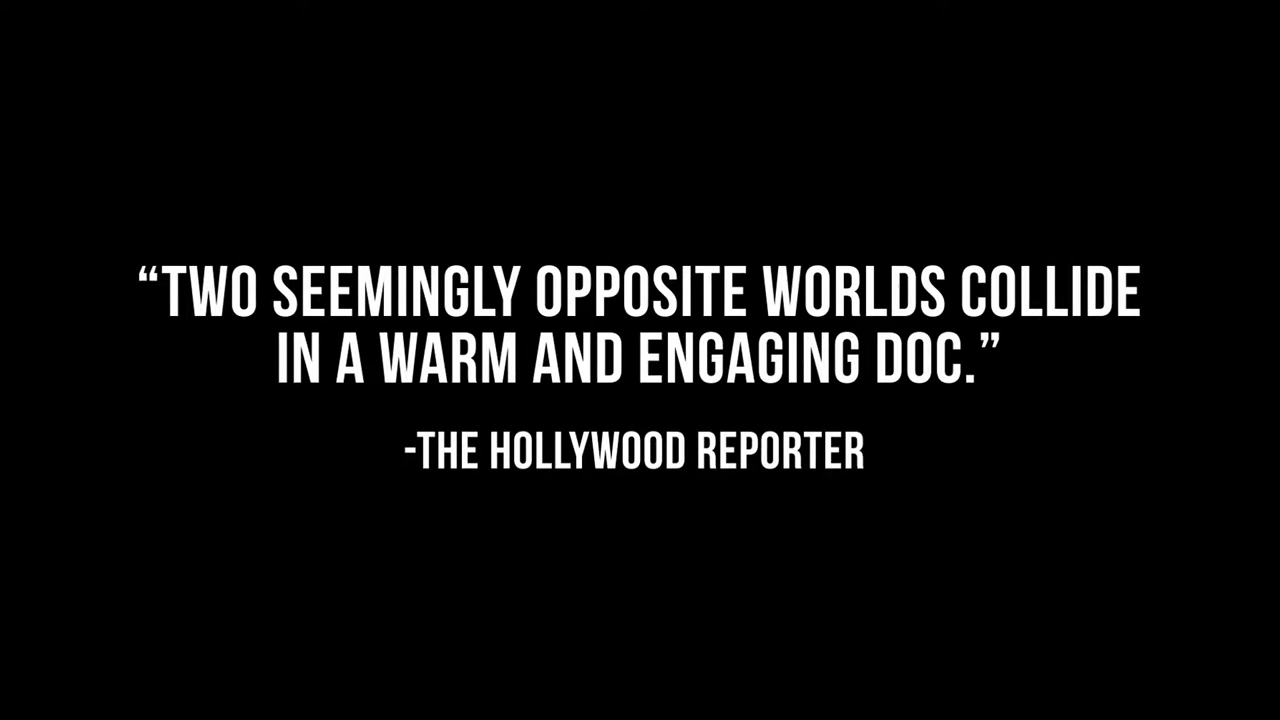 “TWO SEEMINGLY OPPOSITE WORLDS COLLIDE
IN A WARM AND ENGAGING DOC.”
-THE HOLLYWOOD REPORTER